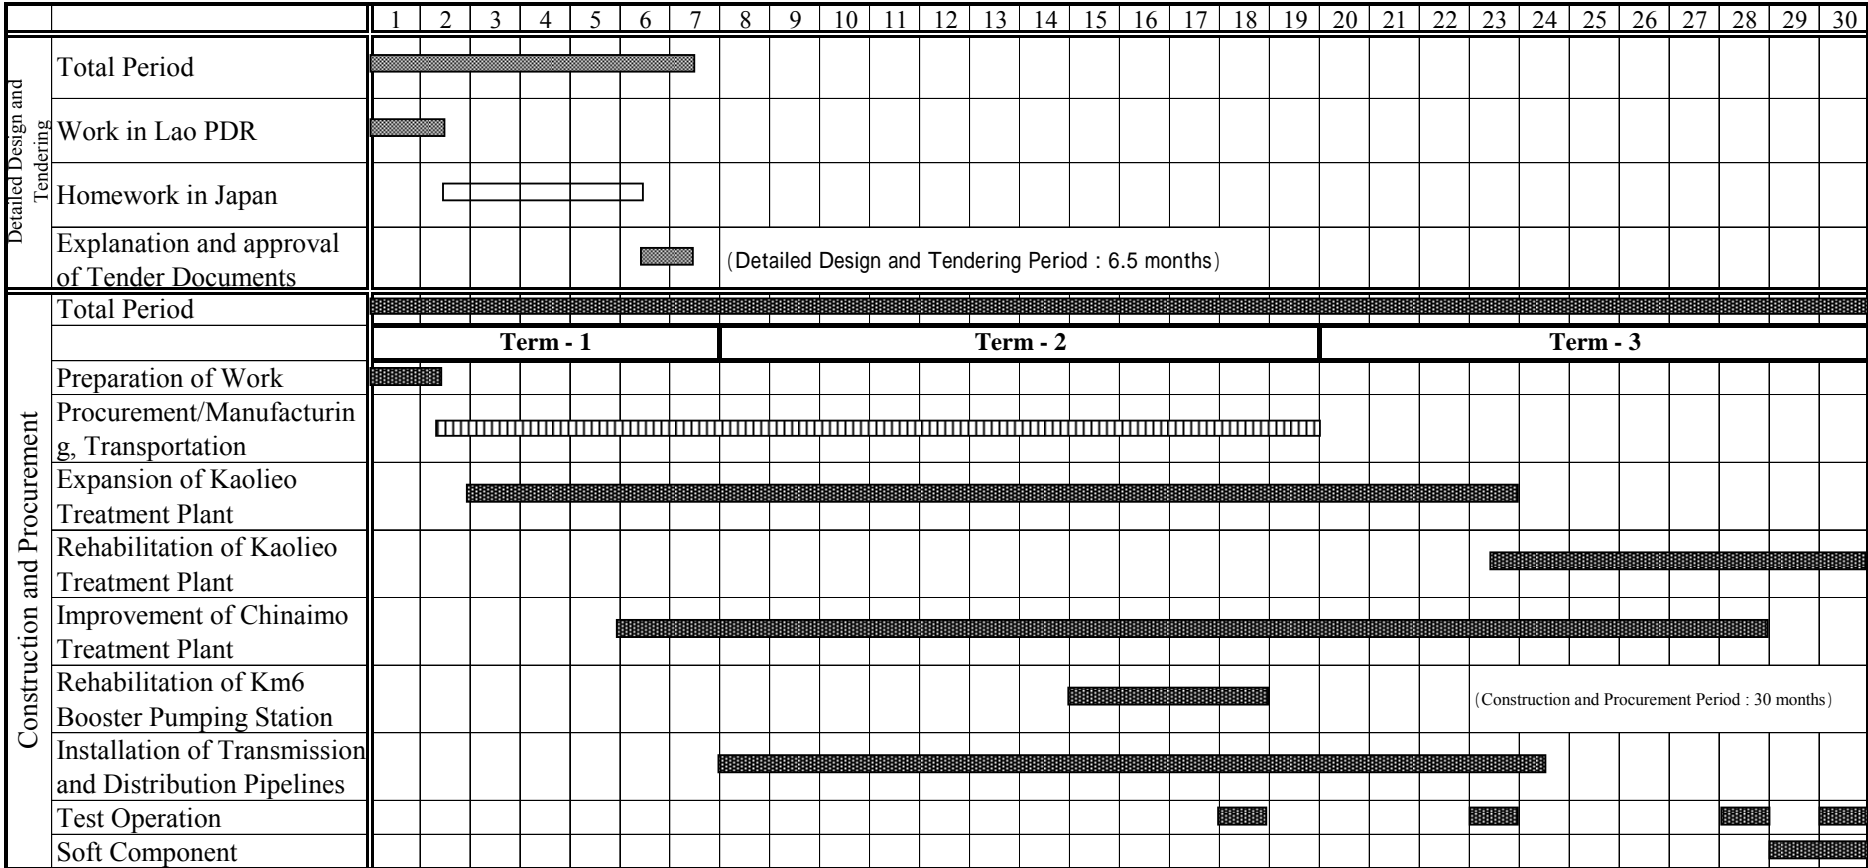 1 2 3 4 5 6 7 8 9 10 11 12 13 14 15 16 17 18 19 20 21 22 23 24 25 26 27 28 29 30
Detailed Design and
Tendering
Total Period
Work in Lao PDR
Homework in Japan
Explanation and approval
of Tender Documents
(Detailed Design and Tendering Period : 6.5 months)
Construction and Procurement
Total Period
Term - 1 Term - 2 Term - 3
Preparation of Work
Procurement/Manufacturin
g, Transportation
Expansion of Kaolieo
Treatment Plant
Rehabilitation of Kaolieo
Treatment Plant
Improvement of Chinaimo
Treatment Plant
Rehabilitation of Km6
Booster Pumping Station
(Construction and Procurement Period : 30 months)
Installation of Transmission
and Distribution Pipelines
Test Operation
Soft Component